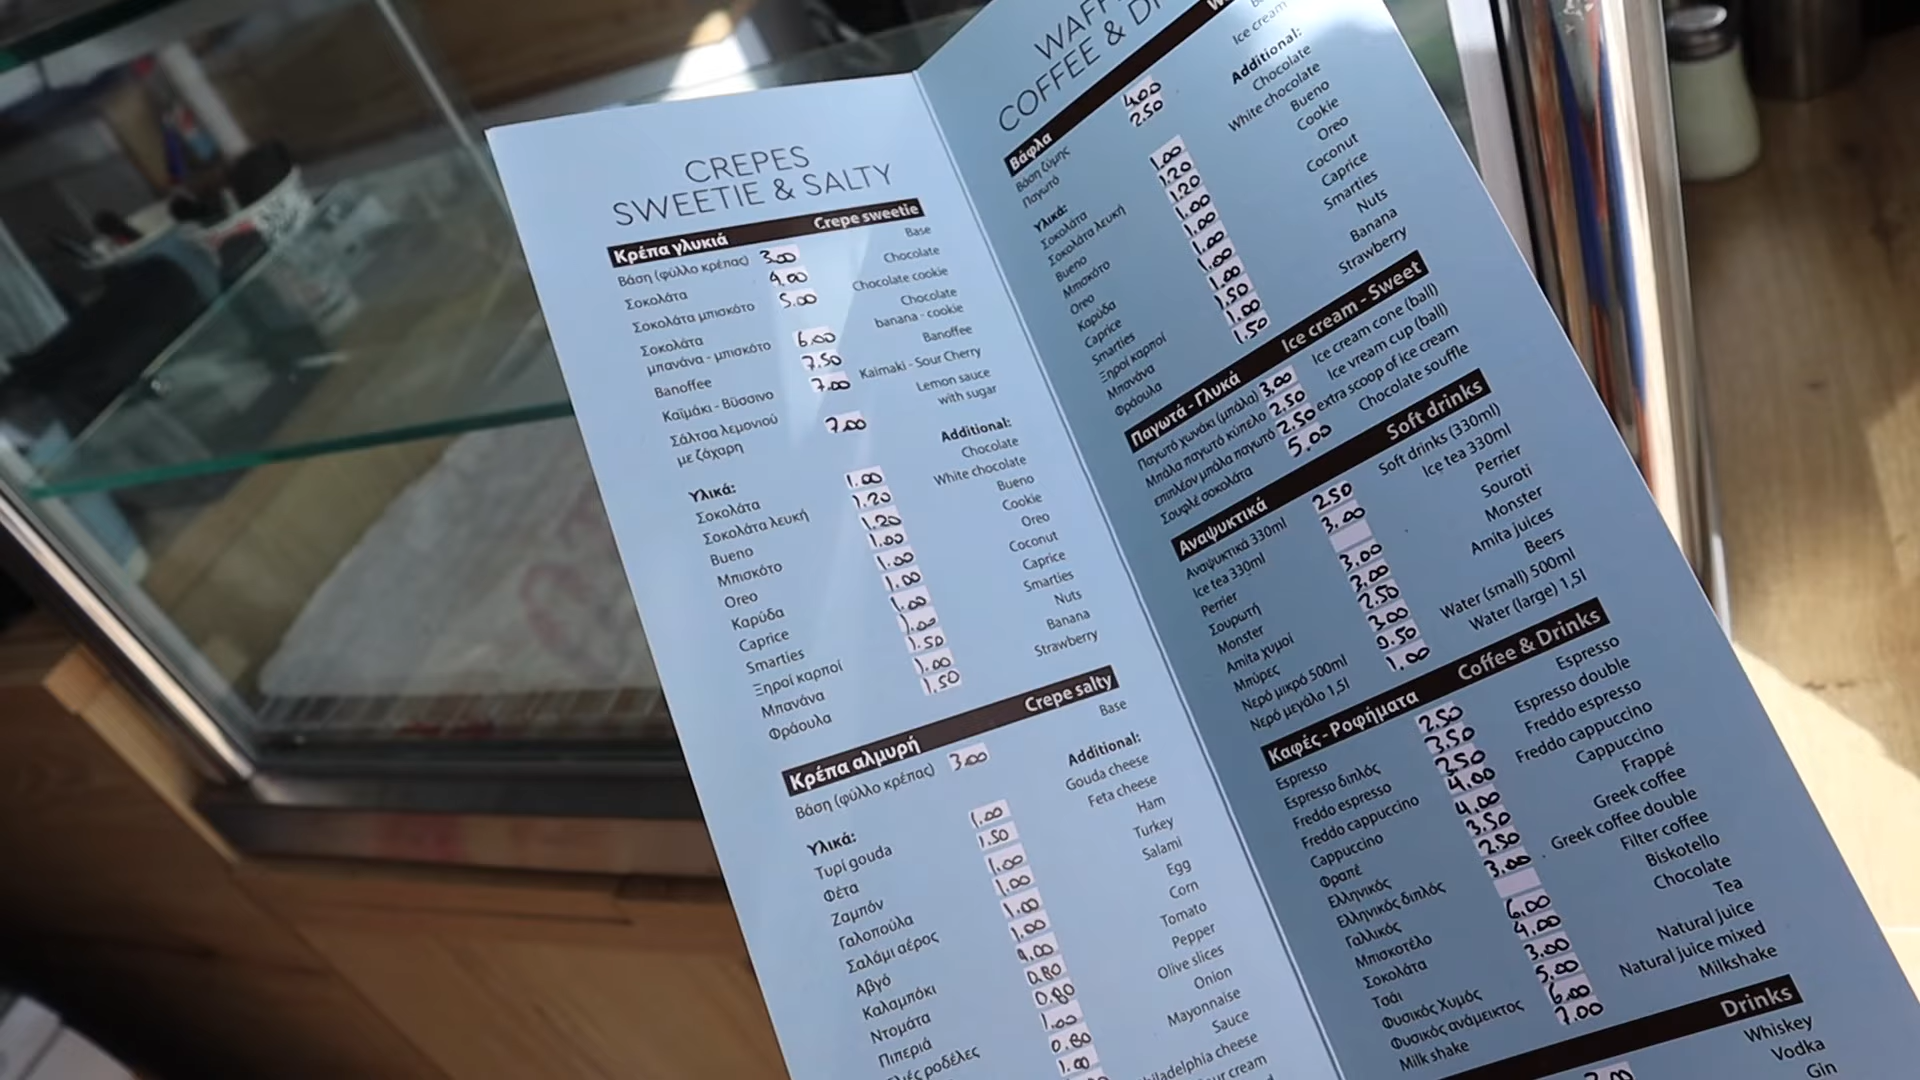 CREPES
SWEETIE & SALTY
Κρέπα γλυκιά Crepe sweetie
Βάση (φύλλο κρέπας) 3.00 Base
Σοκολάτα 4.00 Chocolate
Σοκολάτα μπισκότο 5.00 Chocolate cookie
Σοκολάτα Chocolate
μπανάνα - μπισκότο 6.00 banana - cookie
Banoffee 7.50 Banoffee
Καϊμάκι - Βύσσινο 7.00 Kaimaki - Sour Cherry
Σάλτσα λεμονιού 7.00 Lemon sauce
με ζάχαρη with sugar
Υλικά: Additional:
Σοκολάτα 1.00 Chocolate
Σοκολάτα λευκή 1.20 White chocolate
Bueno 1.20 Bueno
Μπισκότο 1.00 Cookie
Oreo 1.00 Oreo
Καρύδα 1.00 Coconut
Caprice 1.00 Caprice
Smarties 1.00 Smarties
Ξηροί καρποί 1.50 Nuts
Μπανάνα 1.00 Banana
Φράουλα 1.50 Strawberry
Κρέπα αλμυρή Crepe salty
Βάση (φύλλο κρέπας) 3.00 Base
Υλικά: Additional:
Τυρί gouda 1.00 Gouda cheese
Φέτα 1.50 Feta cheese
Ζαμπόν 1.00 Ham
Γαλοπούλα 1.00 Turkey
Σαλάμι αέρος 1.00 Salami
Αβγό 1.00 Egg
Καλαμπόκι Corn
Ντομάτα 0.80 Tomato
Πιπεριά 0.80 Pepper
ροδέλες 1.00 Olive slices
0.80 Onion
1.00 Mayonnaise
Sauce
cheese
cream
COFFEE &
Βάφλα
Βάση ζύμης 4.00
Παγωτό 2.50 Ice cream
Υλικά: Additional:
Σοκολάτα 1.00 Chocolate
Σοκολάτα λευκή 1.20 White chocolate
Bueno 1.20 Bueno
Μπισκότο 1.00 Cookie
Oreo 1.00 Oreo
Καρύδα 1.00 Coconut
Caprice 1.00 Caprice
Smarties 1.00 Smarties
Ξηροί καρποί 1.50 Nuts
Μπανάνα 1.00 Banana
Φράουλα 1.50 Strawberry
Παγωτά - Γλυκά Ice cream - Sweet
Παγωτό χωνάκι (μπάλα) 3.00 Ice cream cone (ball)
Μπάλα παγωτό κύπελο 2.50 Ice vream cup (ball)
επιπλέον μπάλα παγωτό 2.50 extra scoop of ice cream
Σουφλέ σοκολάτα 5.00 Chocolate souffle
Αναψυκτικά Soft drinks
Αναψυκτικά 330ml 2.50 Soft drinks (330ml)
Ice tea 330ml 3.00 Ice tea 330ml
Perrier Perrier
Σουρωτή 3.00 Souroti
Monster 3.00 Monster
Amita χυμοί 2.50 Amita juices
Μπύρες 3.00 Beers
Νερό μικρό 500ml 0.50 Water (small) 500ml
Νερό μεγάλο 1,5l 1.00 Water (large) 1,5l
Καφές - Ροφήματα Coffee & Drinks
Espresso 2.50 Espresso
Espresso διπλός 3.50 Espresso double
Freddo espresso Freddo espresso
Freddo cappuccino 4.00 Freddo cappuccino
Cappuccino 4.00 Cappuccino
Φραπέ 3.50 Frappé
Ελληνικός 2.50 Greek coffee
Ελληνικός διπλός 3.00 Greek coffee double
Γαλλικός Filter coffee
Μπισκοτέλο 6.00 Biskotello
Σοκολάτα 4.00 Chocolate
Τσάι 3.00 Tea
Φυσικός Χυμός 5.00 Natural juice
Φυσικός ανάμεικτος 6.00 Natural juice mixed
Milk shake 7.00 Milkshake
Drinks
Whiskey
Vodka
Gin